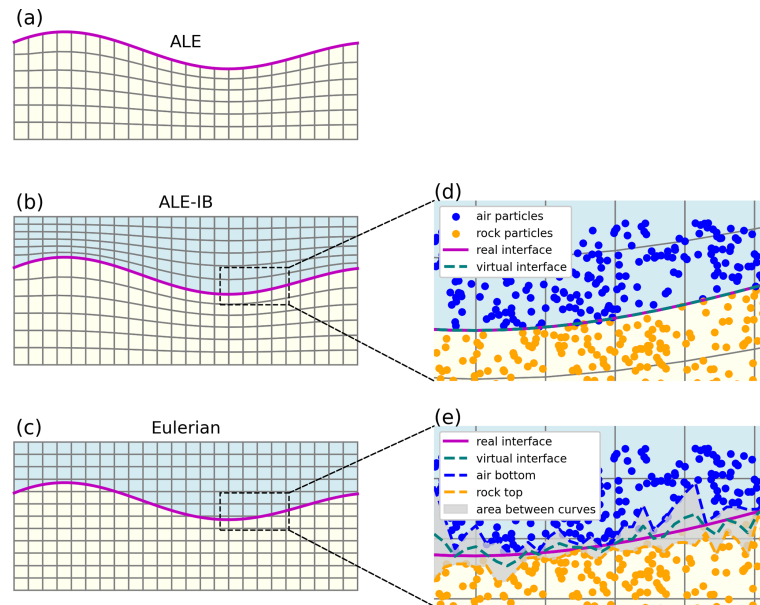 (a)
ALE
(b)
ALE-IB
(d)
air particles
rock particles
real interface
virtual interface
(c)
Eulerian
(e)
real interface
virtual interface
air bottom
rock top
area between curves